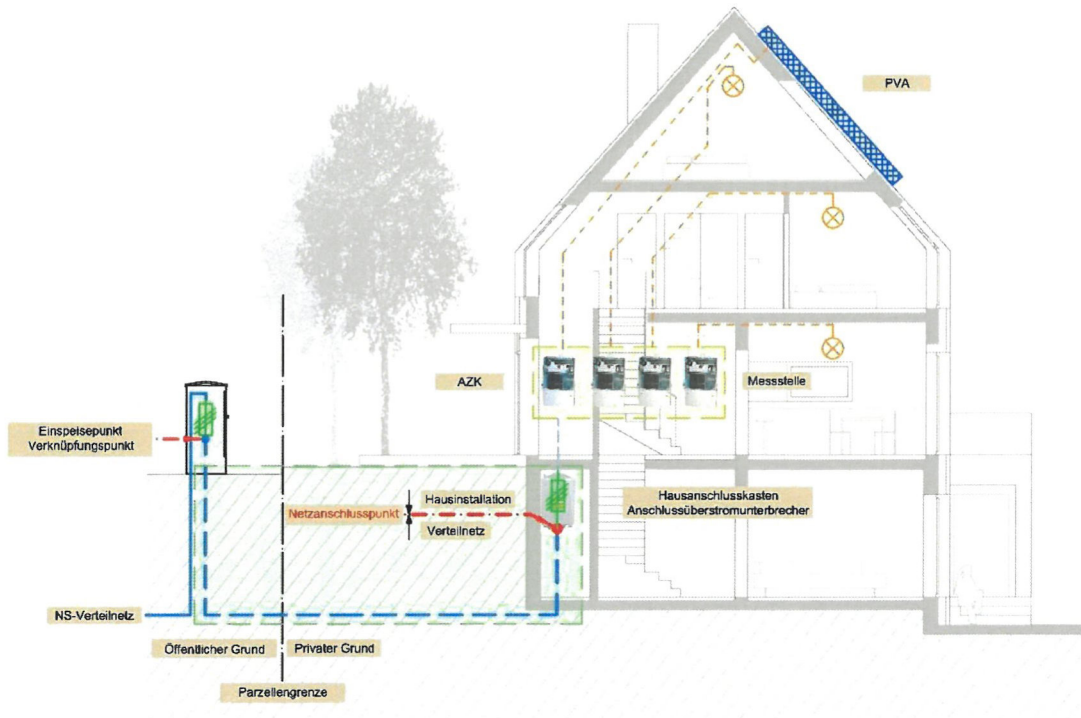 PVA
AZK
Messstelle
Einspeisepunkt
Verknüpfungspunkt
Hausinstallation
Netzanschlusspunkt
Verteilnetz
Hausanschlusskasten
Anschlussüberstromunterbrecher
NS-Verteilnetz
Öffentlicher Grund
Privater Grund
Parzellengrenze